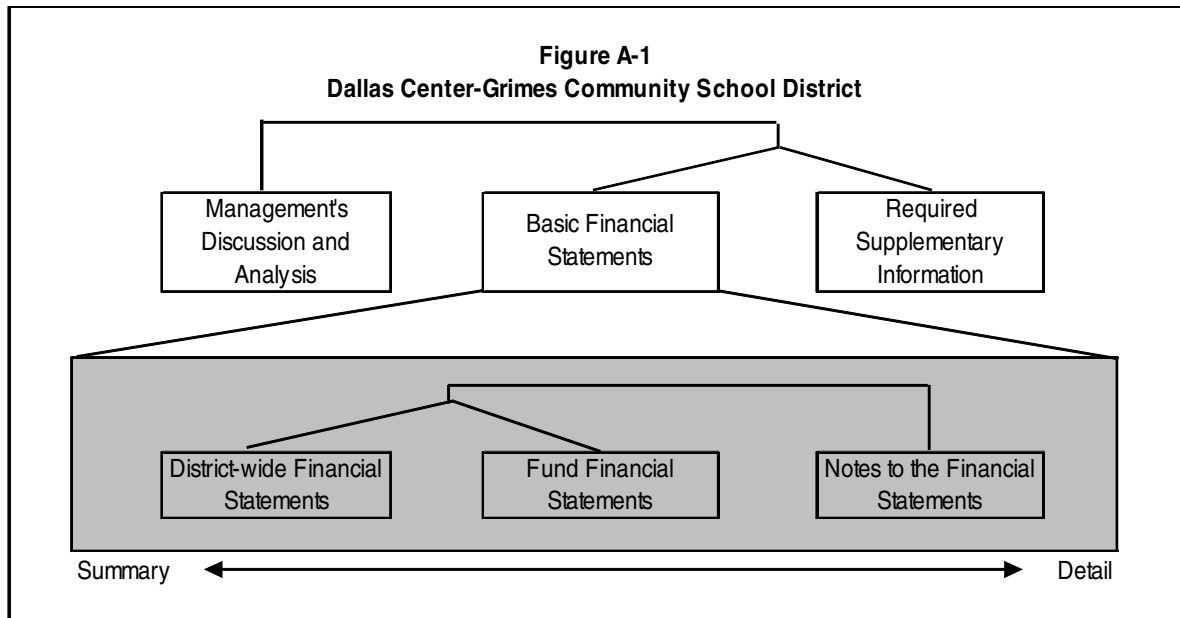 Figure A-1
Dallas Center-Grimes Community School District
Management's
Discussion and
Analysis
Basic Financial
Statements
Required
Supplementary
Information
District-wide Financial
Statements
Fund Financial
Statements
Notes to the Financial
Statements
Summary
Detail